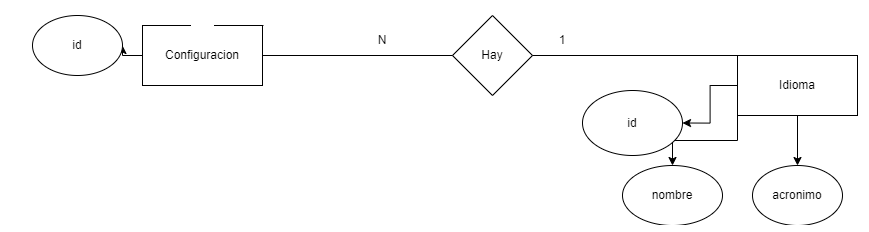 id
Configuracion
N
Hay
1
Idioma
id
nombre
acronimo